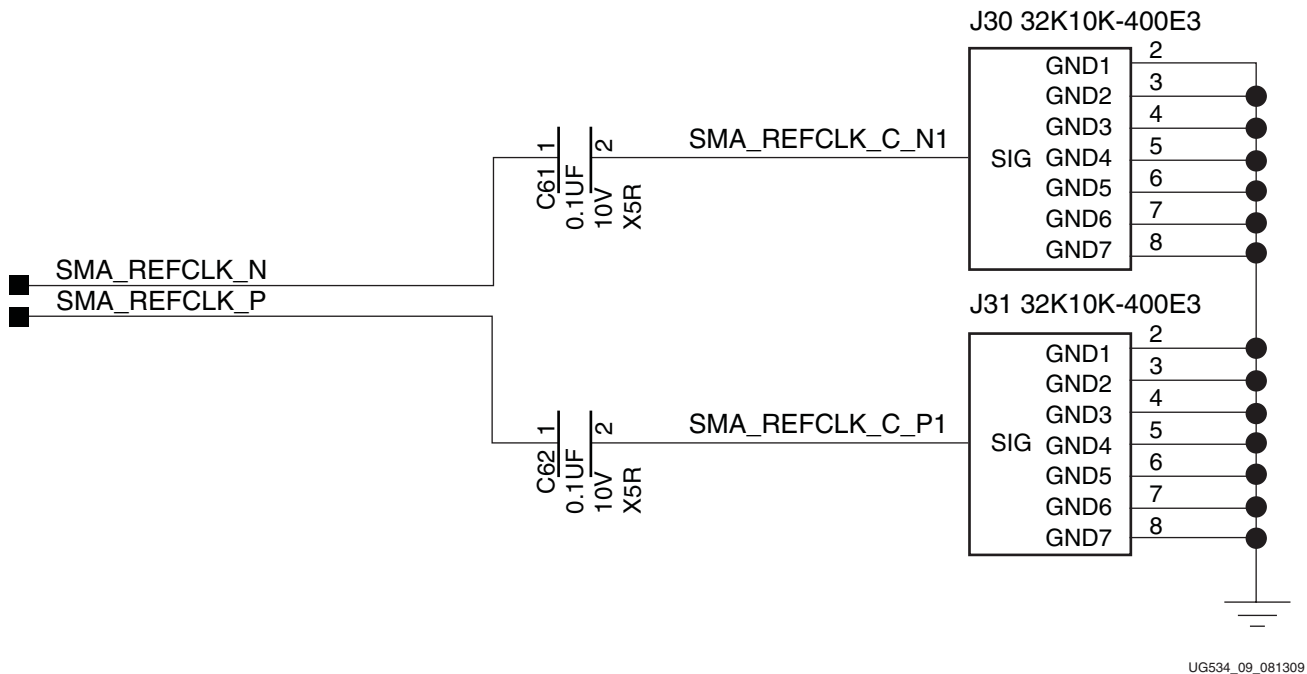 J30 32K10K-400E3
GND1 2
GND2 3
GND3 4
SIG GND4 5
GND5 6
GND6 7
GND7 8
SMA_REFCLK_C_N1
1 2
C61
0.1UF
10V
X5R
SMA_REFCLK_N
SMA_REFCLK_P
J31 32K10K-400E3
GND1 2
GND2 3
GND3 4
SIG GND4 5
GND5 6
GND6 7
GND7 8
SMA_REFCLK_C_P1
1 2
C62
0.1UF
10V
X5R
UG534_09_081309